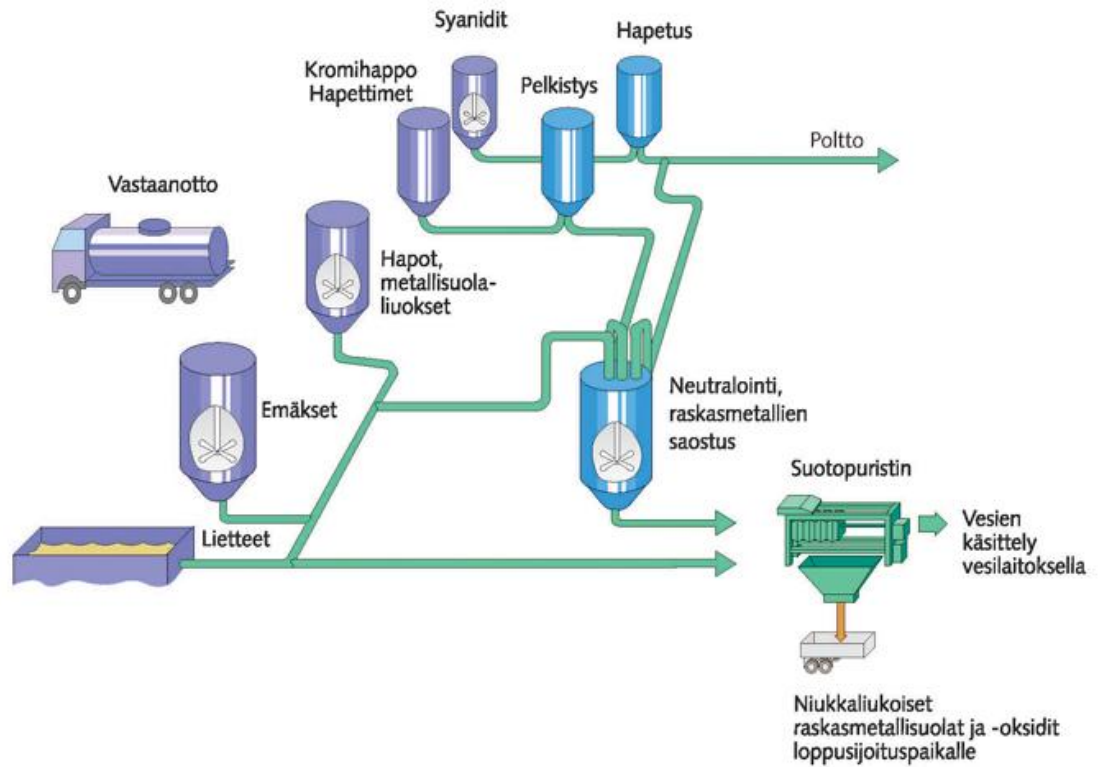 Syanidit
Hapetus
Kromihappo
Hapettimet
Pelkistys
Poltto
Vastaanotto
Hapot,
metallisuola-
liuokset
Emäkset
Neutralointi,
raskasmetallien
saostus
Suotopuristin
Lietteet
Vesien
käsittely
vesilaitoksella
Niukkaliukoiset
raskasmetallisuolat ja -oksidit
loppusijoituspaikalle